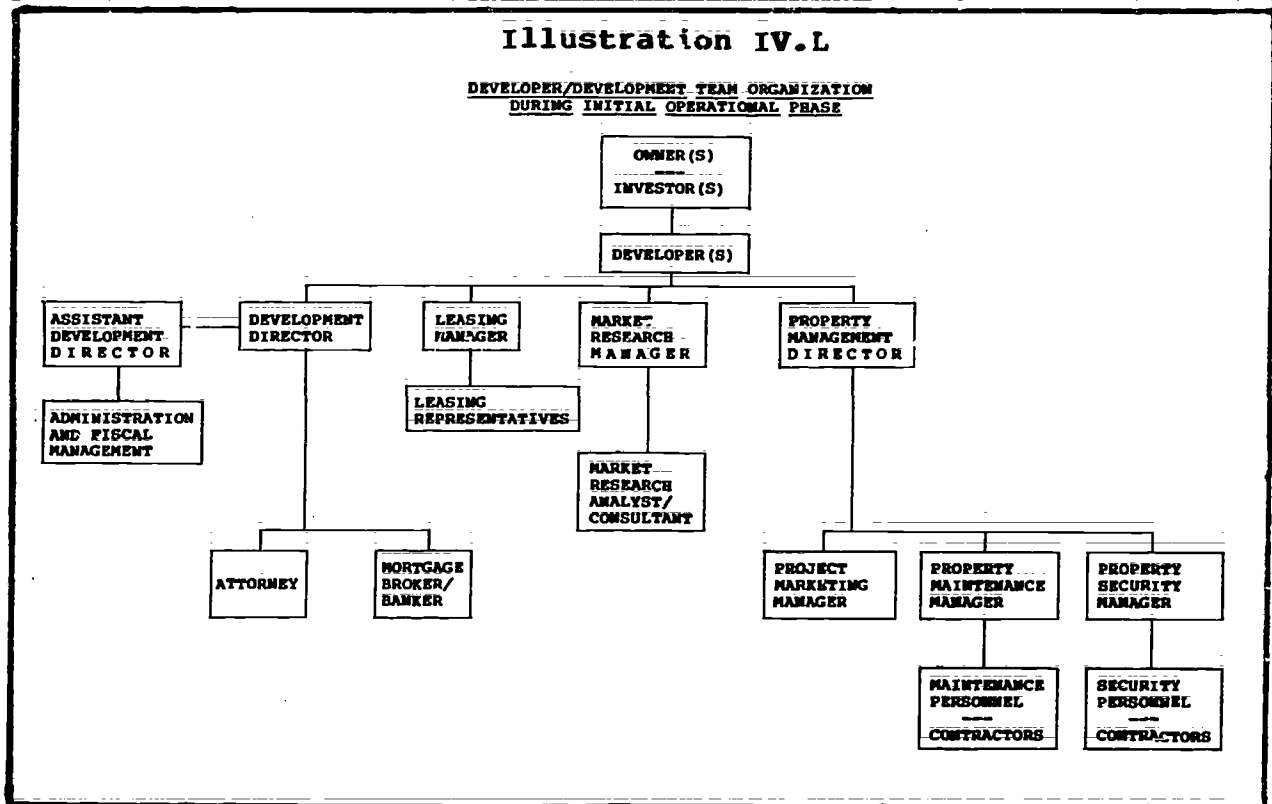 Illustration IV.L
DEVELOPER/DEVELOPMENT TEAM ORGANIZATION
DURING INITIAL OPERATIONAL PHASE
OWNER(S)
---
INVESTOR(S)
DEVELOPER(S)
ASSISTANT
DEVELOPMENT
DIRECTOR
DEVELOPMENT
DIRECTOR
LEASING
MANAGER
MARKET
RESEARCH
MANAGER
PROPERTY
MANAGEMENT
DIRECTOR
ADMINISTRATION
AND FISCAL
MANAGEMENT
LEASING
REPRESENTATIVES
MARKET
RESEARCH
ANALYST/
CONSULTANT
ATTORNEY
MORTGAGE
BROKER/
BANKER
PROJECT
MARKETING
MANAGER
PROPERTY
MAINTENANCE
MANAGER
PROPERTY
SECURITY
MANAGER
MAINTENANCE
PERSONNEL
---
CONTRACTORS
SECURITY
PERSONNEL
---
CONTRACTORS